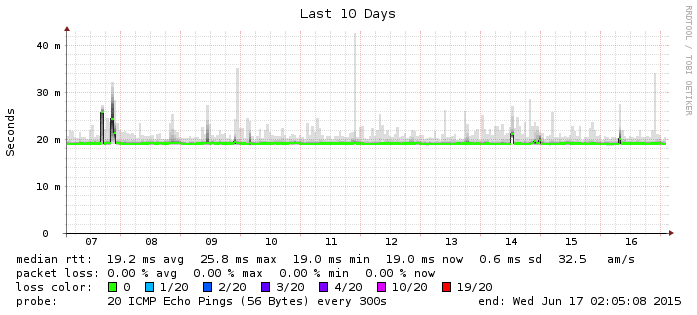 Last 10 Days
RRDTOOL / TOBI OETIKER
Seconds
40 m
30 m
20 m
10 m
0
07 08 09 10 11 12 13 14 15 16
median rtt: 19.2 ms avg 25.8 ms max 19.0 ms min 19.0 ms now 0.6 ms sd 32.5 am/s
packet loss: 0.00 % avg 0.00 % max 0.00 % min 0.00 % now
loss color: 0 1/20 2/20 3/20 4/20 10/20 19/20
probe: 20 ICMP Echo Pings (56 Bytes) every 300s end: Wed Jun 17 02:05:08 2015